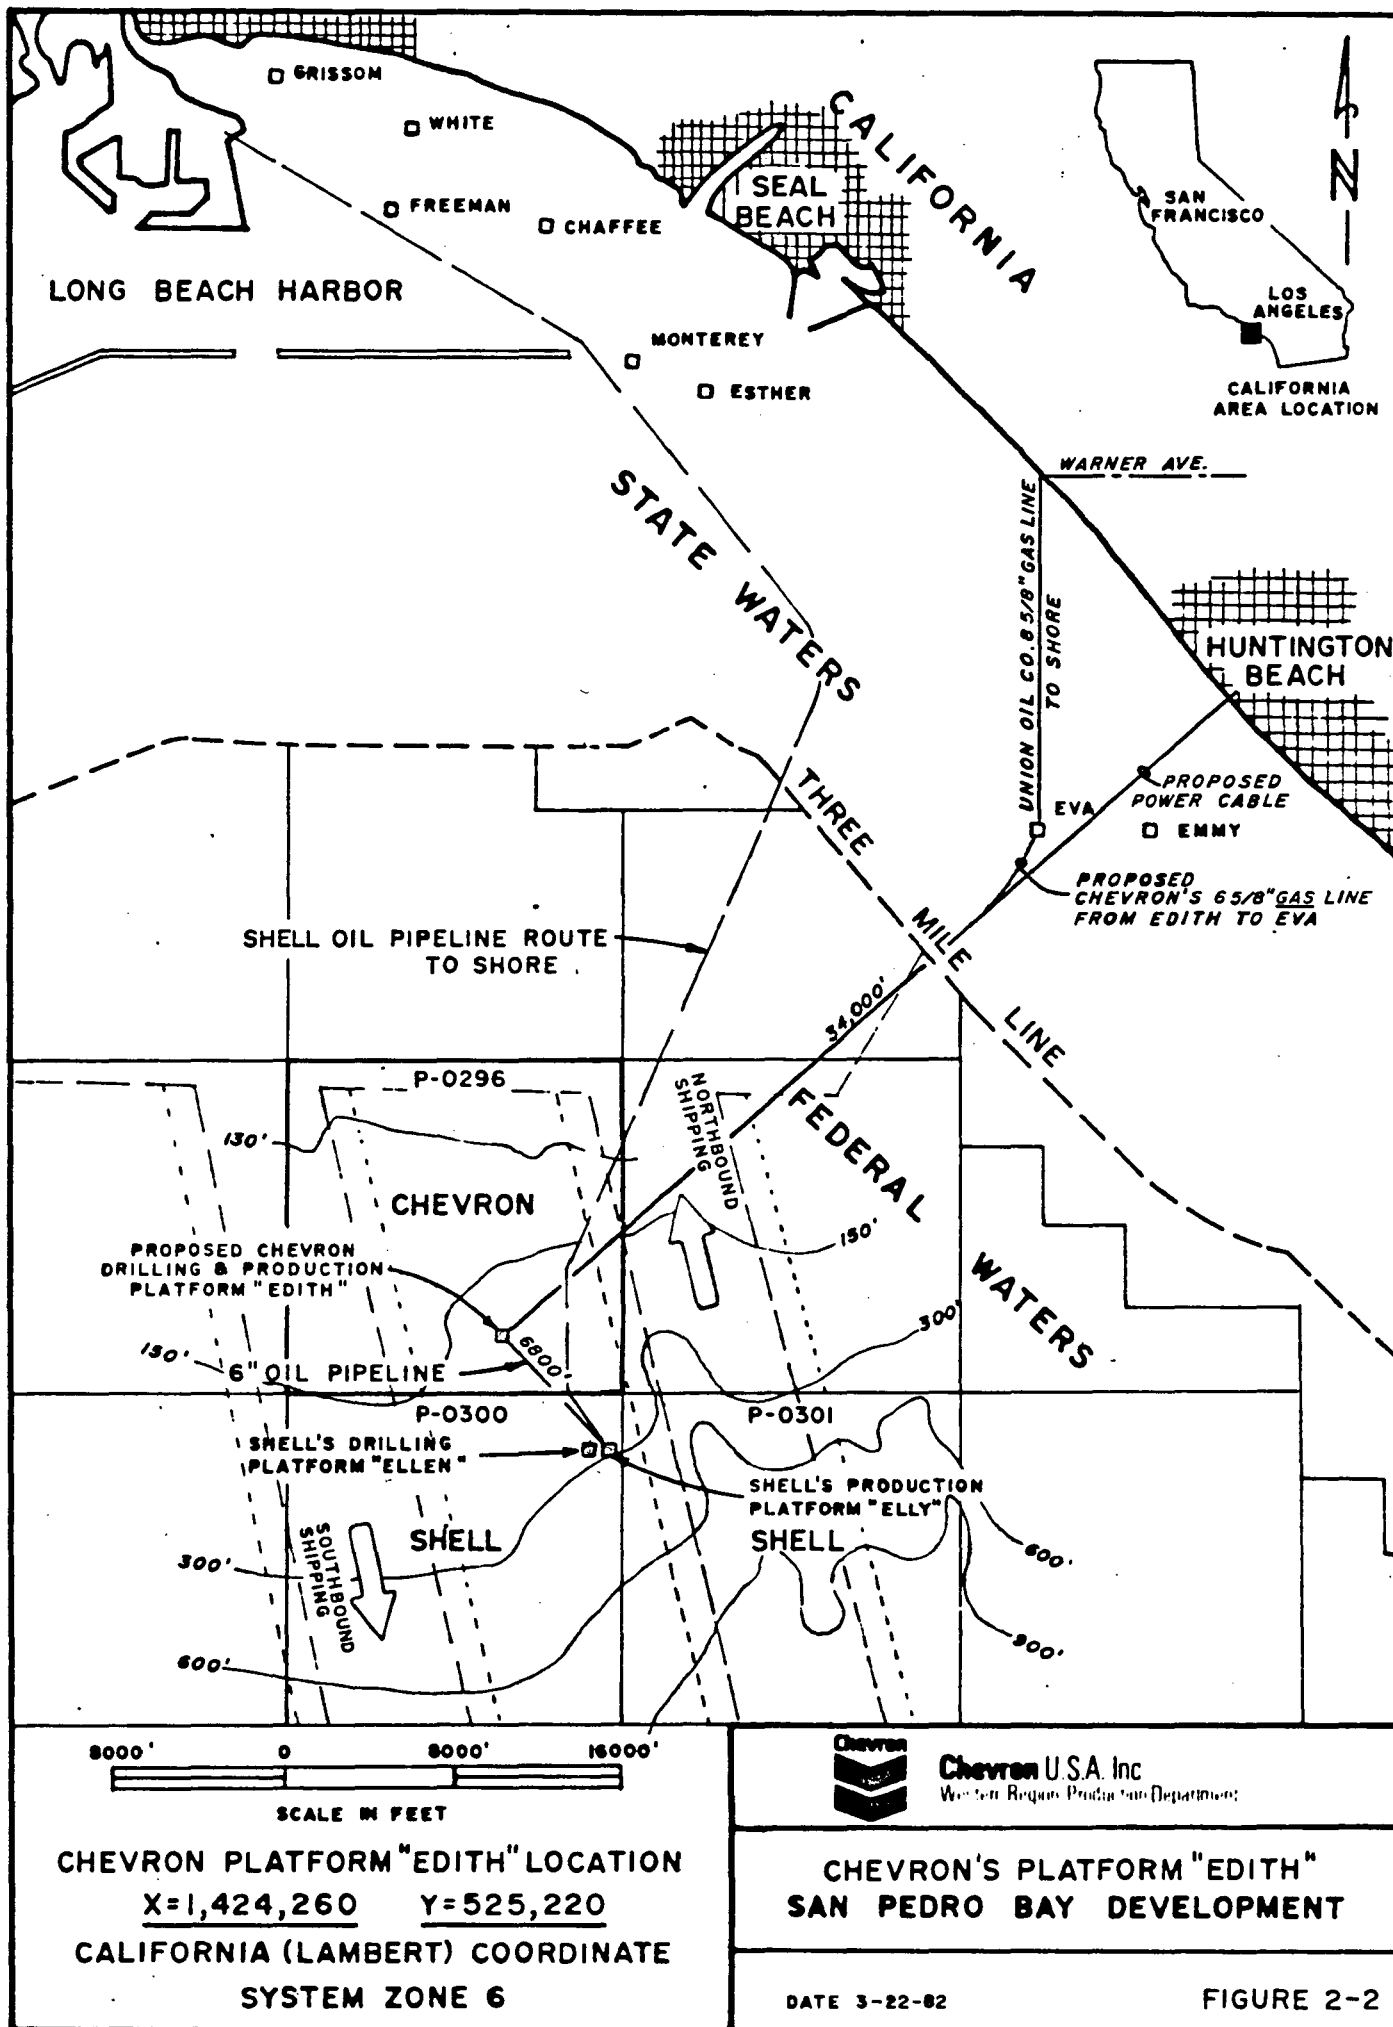 GRISSOM
WHITE
FREEMAN
CHAFFEE
SEAL
BEACH
CALIFORNIA
N
SAN
FRANCISCO
LOS
ANGELES
CALIFORNIA
AREA LOCATION
LONG BEACH HARBOR
MONTEREY
ESTHER
WARNER AVE.
STATE WATERS
UNION OIL CO. 8 5/8" GAS LINE
TO SHORE
HUNTINGTON
BEACH
PROPOSED
POWER CABLE
EVA
EMMY
PROPOSED
CHEVRON'S 6 5/8" GAS LINE
FROM EDITH TO EVA
THREE MILE LINE
SHELL OIL PIPELINE ROUTE
TO SHORE
34,000'
P-0296
NORTHBOUND
SHIPPING
FEDERAL WATERS
130'
CHEVRON
150'
PROPOSED CHEVRON
DRILLING & PRODUCTION
PLATFORM "EDITH"
300'
150'
6" OIL PIPELINE
6800'
P-0300
P-0301
SHELL'S DRILLING
PLATFORM "ELLEN"
SHELL'S PRODUCTION
PLATFORM "ELLY"
SHELL
SHELL
300'
SOUTHBOUND
SHIPPING
600'
600'
900'
8000' 0 8000' 16000'
SCALE IN FEET
CHEVRON PLATFORM "EDITH" LOCATION
X=1,424,260 Y=525,220
CALIFORNIA (LAMBERT) COORDINATE
SYSTEM ZONE 6
Chevron
Chevron U.S.A. Inc
Western Region Production Department
CHEVRON'S PLATFORM "EDITH"
SAN PEDRO BAY DEVELOPMENT
DATE 3-22-82
FIGURE 2-2